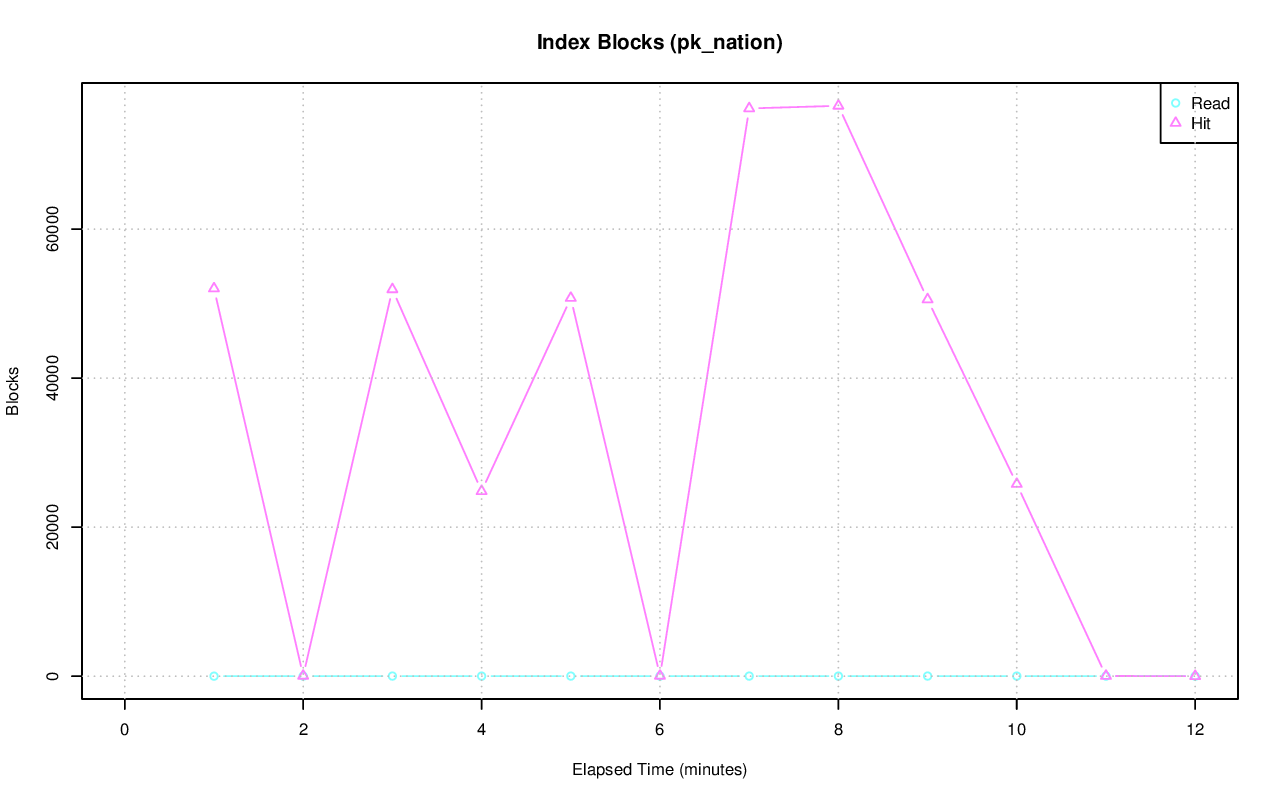 Index Blocks (pk_nation)
Read
Hit
60000
40000
20000
0
Blocks
0 2 4 6 8 10 12
Elapsed Time (minutes)